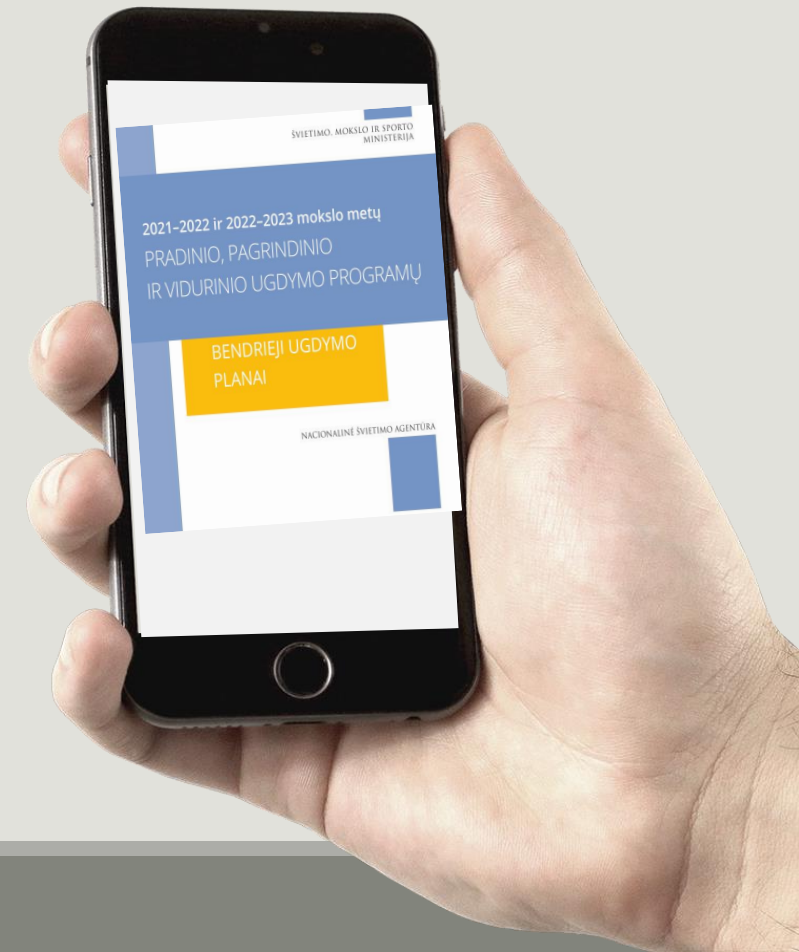 ŠVIETIMO, MOKSLO IR SPORTO
MINISTERIJA
2021–2022 ir 2022–2023 mokslo metų
PRADINIO, PAGRINDINIO
IR VIDURINIO UGDYMO PROGRAMŲ
BENDRIEJI UGDYMO
PLANAI
NACIONALINĖ ŠVIETIMO AGENTŪRA